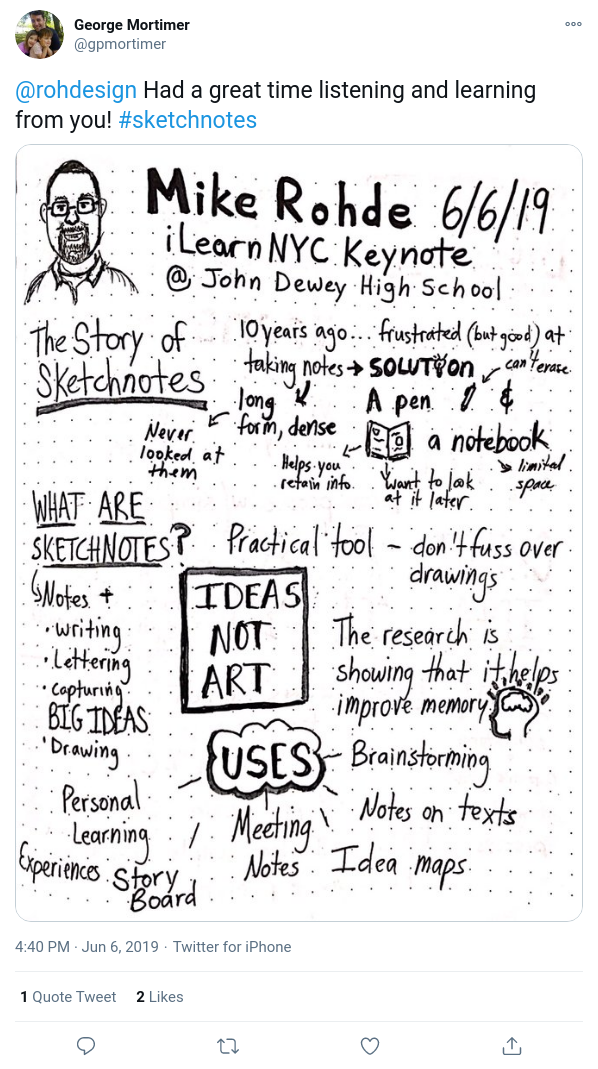 George Mortimer
@gpmortimer
@rohdesign Had a great time listening and learning
from you! #sketchnotes
Mike Rohde 6/6/19
iLearnNYC Keynote
@ John Dewey High School
The Story of
Sketchnotes
10 years ago... frustrated (but good) at
taking notes → SOLUTION
can't erase
long
form, dense
Never
looked at
them
A pen &
a notebook
Helps you
retain info.
Want to look
at it later
limited
space
WHAT ARE
SKETCHNOTES?
Practical tool - don't fuss over
drawings
Notes +
• writing
• Lettering
• capturing
BIG IDEAS
• Drawing
IDEAS
NOT
ART
The research is
showing that it helps
improve memory
USES
Brainstorming
Notes on texts
Idea maps
Meeting
Notes
Story
Board
Personal
Learning
Experiences
4:40 PM · Jun 6, 2019 · Twitter for iPhone
1 Quote Tweet 2 Likes